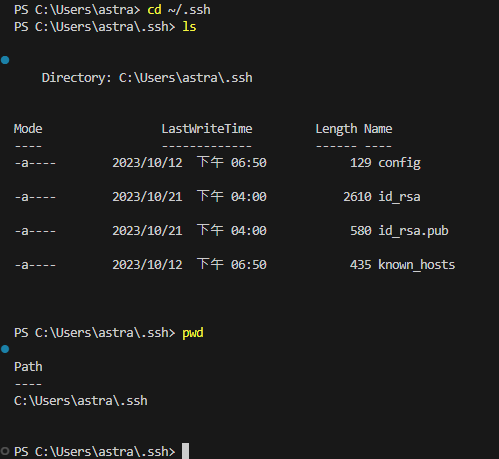 PS C:\Users\astra> cd ~/.ssh
PS C:\Users\astra\.ssh> ls
Directory: C:\Users\astra\.ssh
Mode LastWriteTime Length Name
---- ------------- ------ ----
-a---- 2023/10/12 下午 06:50 129 config
-a---- 2023/10/21 下午 04:00 2610 id_rsa
-a---- 2023/10/21 下午 04:00 580 id_rsa.pub
-a---- 2023/10/12 下午 06:50 435 known_hosts
PS C:\Users\astra\.ssh> pwd
Path
----
C:\Users\astra\.ssh
PS C:\Users\astra\.ssh>